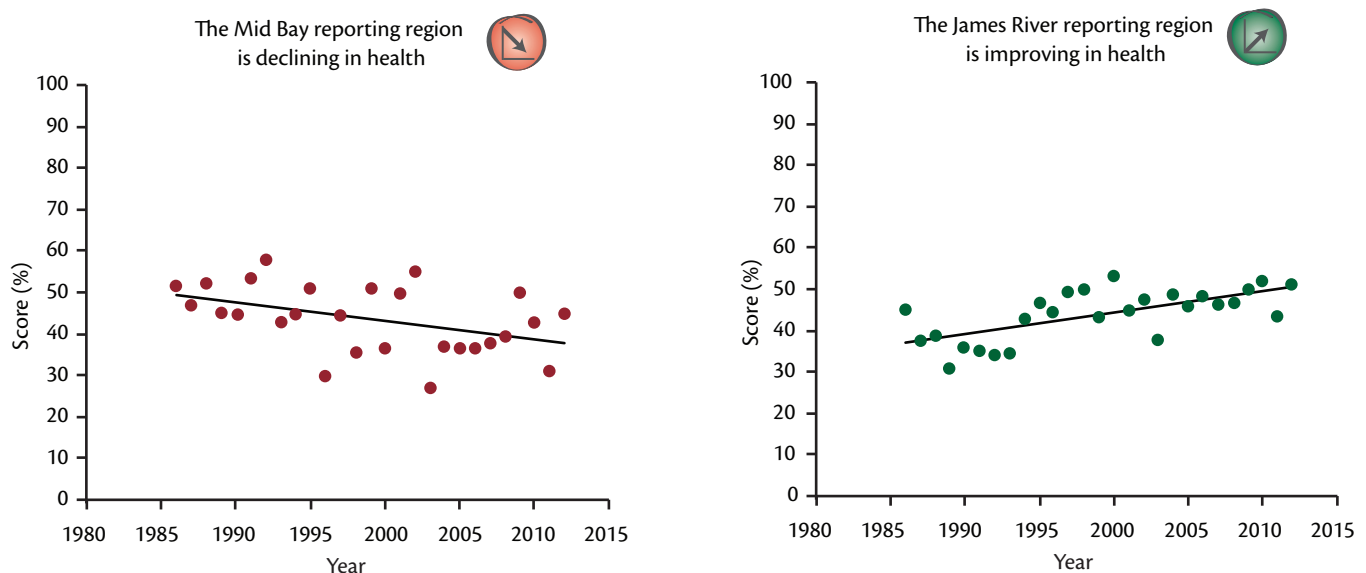 The Mid Bay reporting region
is declining in health
100
90
80
70
60
50
40
30
20
10
0
Score (%)
1980 1985 1990 1995 2000 2005 2010 2015
Year
The James River reporting region
is improving in health
100
90
80
70
60
50
40
30
20
10
0
Score (%)
1980 1985 1990 1995 2000 2005 2010 2015
Year